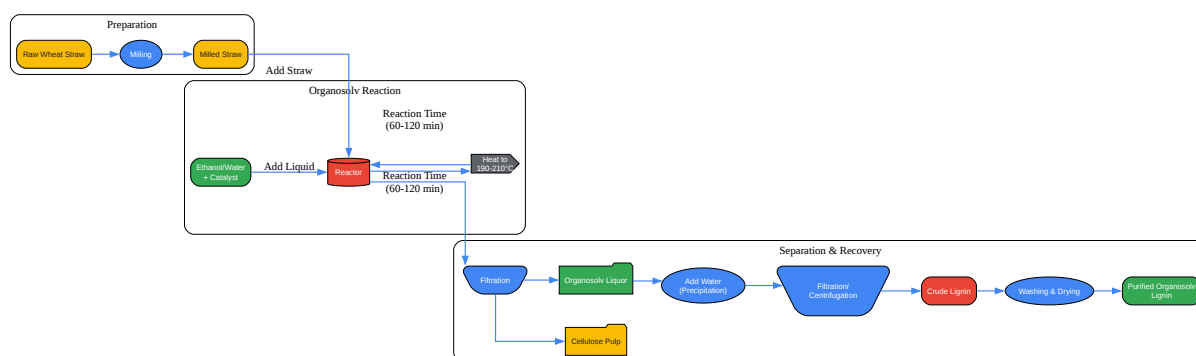 Preparation
Raw Wheat Straw
Milling
Milled Straw
Add Straw
Organosolv Reaction
Reaction Time
(60-120 min)
Ethanol/Water
+ Catalyst
Add Liquid
Reactor
Heat to
190-210°C
Reaction Time
(60-120 min)
Separation & Recovery
Filtration
Organosolv Liquor
Add Water
(Precipitation)
Filtration/
Centrifugation
Crude Lignin
Washing & Drying
Purified Organosolv
Lignin
Cellulose Pulp